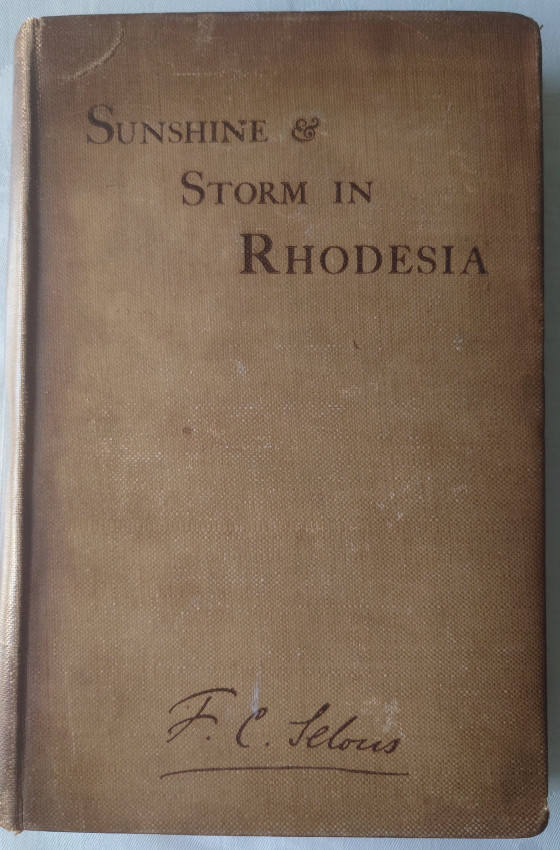 Sunshine &
Storm in
Rhodesia
F. C. Selous